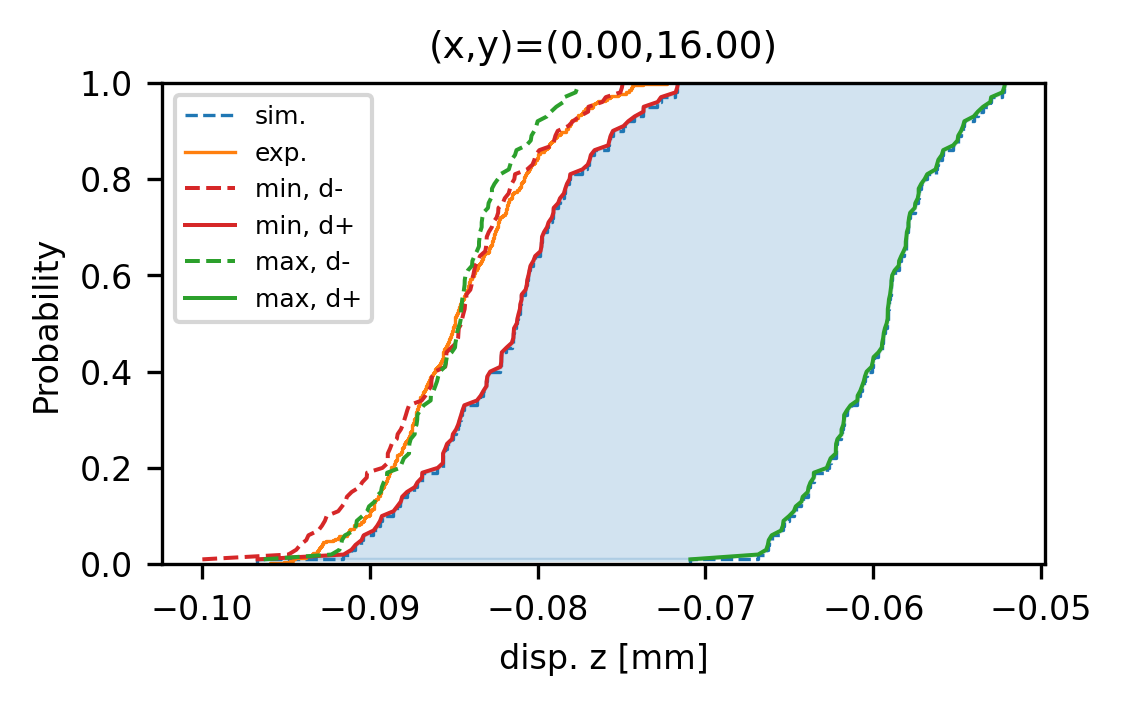 (x,y)=(0.00,16.00)
1.0
0.8
0.6
0.4
0.2
0.0
Probability
sim.
exp.
min, d-
min, d+
max, d-
max, d+
−0.10 −0.09 −0.08 −0.07 −0.06 −0.05
disp. z [mm]